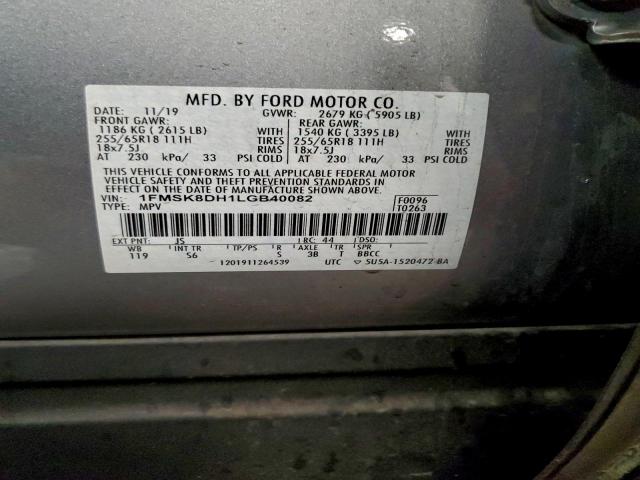 MFD. BY FORD MOTOR CO.
DATE: 11/19 GVWR: 2679 KG ( 5905 LB)
FRONT GAWR: REAR GAWR:
1186 KG ( 2615 LB) WITH 1540 KG ( 3395 LB) WITH
255/65R18 111H TIRES 255/65R18 111H TIRES
18x7.5J RIMS 18x7.5J RIMS
AT 230 kPa/ 33 PSI COLD AT 230 kPa/ 33 PSI COLD
THIS VEHICLE CONFORMS TO ALL APPLICABLE FEDERAL MOTOR
VEHICLE SAFETY AND THEFT PREVENTION STANDARDS IN EFFECT
ON THE DATE OF MANUFACTURE SHOWN ABOVE.
VIN: 1FMSK8DH1LGB40082 F0096
TYPE: MPV T0263
EXT PNT: JS RC: 44 DSO:
WB INT TR TP/PS R AXLE TR SPR
119 S6 S 3B T BBCC
1201911264539 UTC ▽ 5U5A-1520472-BA